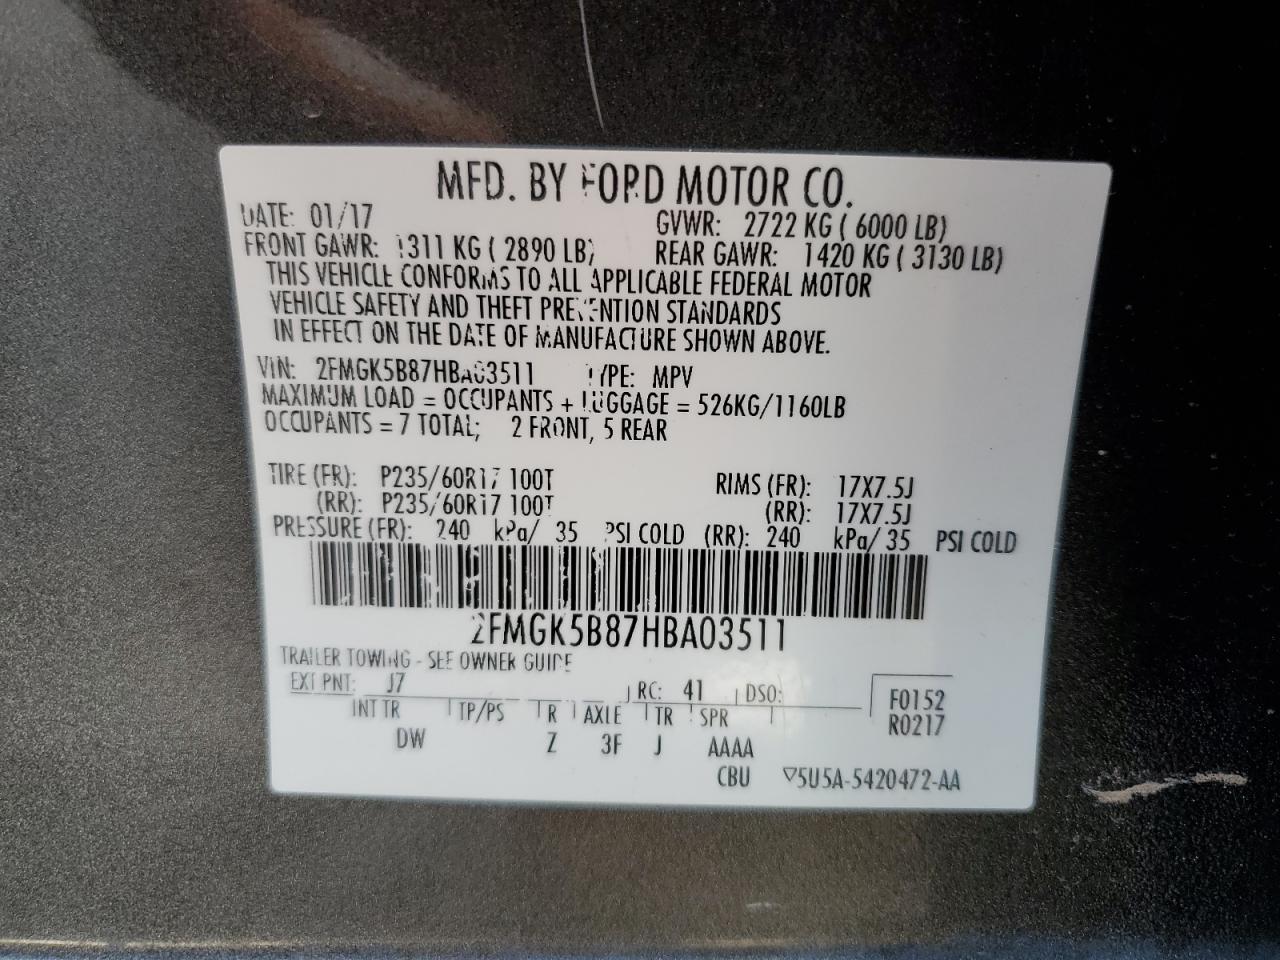 MFD. BY FORD MOTOR CO.
DATE: 01/17 GVWR: 2722 KG ( 6000 LB)
FRONT GAWR: 1311 KG ( 2890 LB) REAR GAWR: 1420 KG ( 3130 LB)
THIS VEHICLE CONFORMS TO ALL APPLICABLE FEDERAL MOTOR
VEHICLE SAFETY AND THEFT PREVENTION STANDARDS
IN EFFECT ON THE DATE OF MANUFACTURE SHOWN ABOVE.
VIN: 2FMGK5B87HBA03511 TYPE: MPV
MAXIMUM LOAD = OCCUPANTS + LUGGAGE = 526KG/1160LB
OCCUPANTS = 7 TOTAL; 2 FRONT, 5 REAR
TIRE (FR): P235/60R17 100T RIMS (FR): 17X7.5J
(RR): P235/60R17 100T (RR): 17X7.5J
PRESSURE (FR): 240 kPa/ 35 PSI COLD (RR): 240 kPa/ 35 PSI COLD
2FMGK5B87HBA03511
TRAILER TOWING - SEE OWNER GUIDE
EXT PNT: J7 RC: 41 DSO: F0152
INT TR TP/PS R AXLE TR SPR R0217
DW Z 3F J AAAA
CBU ▽5U5A-5420472-AA